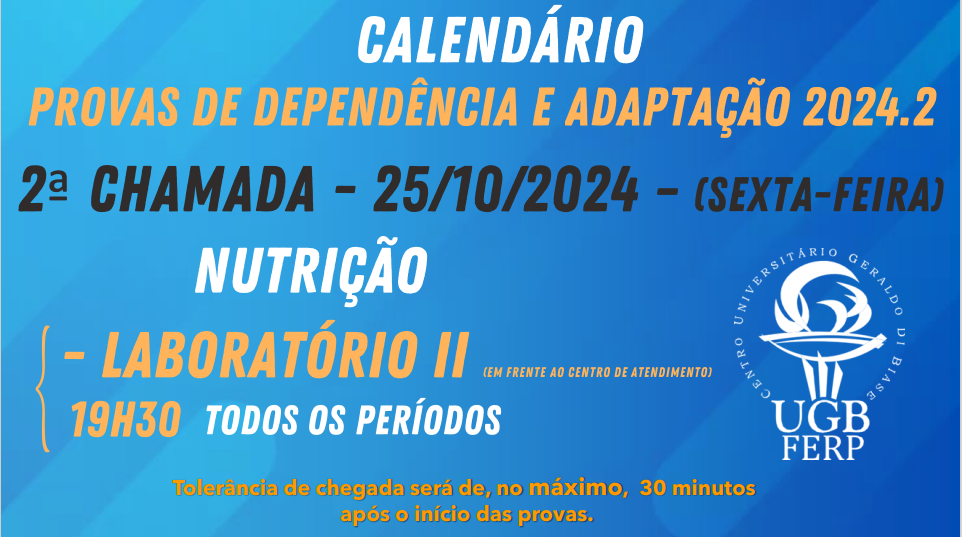 CALENDÁRIO
PROVAS DE DEPENDÊNCIA E ADAPTAÇÃO 2024.2
2ª CHAMADA - 25/10/2024 - (SEXTA-FEIRA)
NUTRIÇÃO
- LABORATÓRIO II (EM FRENTE AO CENTRO DE ATENDIMENTO)
19H30 TODOS OS PERÍODOS
CENTRO UNIVERSITÁRIO GERALDO DI BIASE
UGB
FERP
Tolerância de chegada será de, no máximo, 30 minutos
após o início das provas.